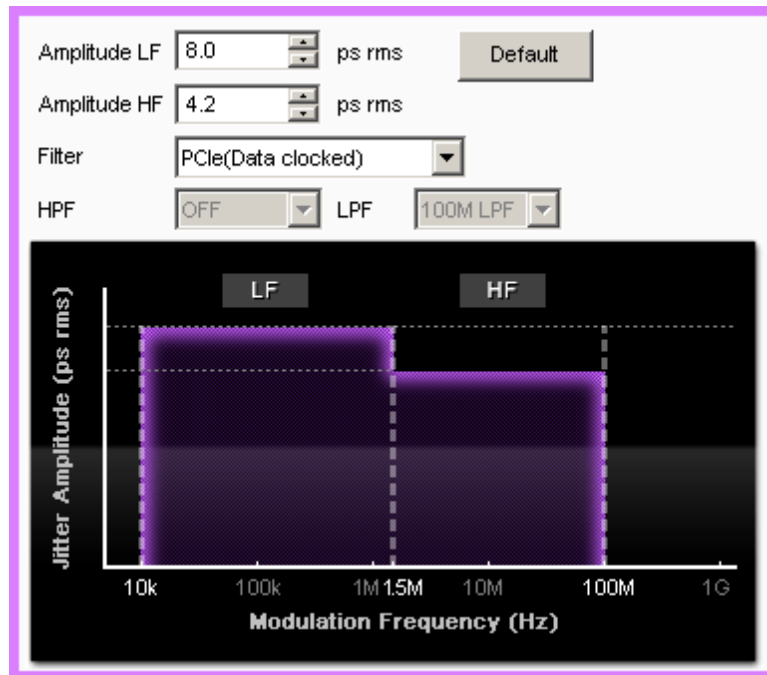 Amplitude LF 8.0 ps rms Default
Amplitude HF 4.2 ps rms
Filter PCIe(Data clocked)
HPF OFF LPF 100M LPF
LF HF
Jitter Amplitude (ps rms)
10k 100k 1M 1.5M 10M 100M 1G
Modulation Frequency (Hz)